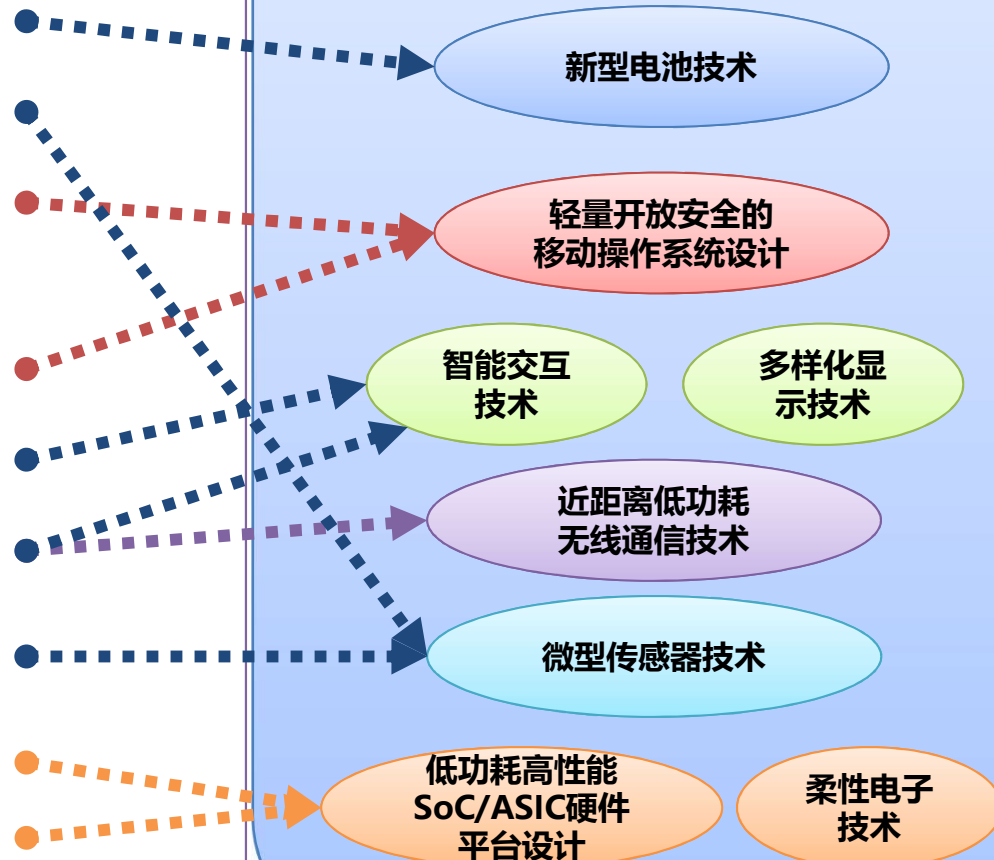 新型电池技术
轻量开放安全的
移动操作系统设计
智能交互
技术
多样化显
示技术
近距离低功耗
无线通信技术
微型传感器技术
低功耗高性能
SoC/ASIC硬件
平台设计
柔性电子
技术